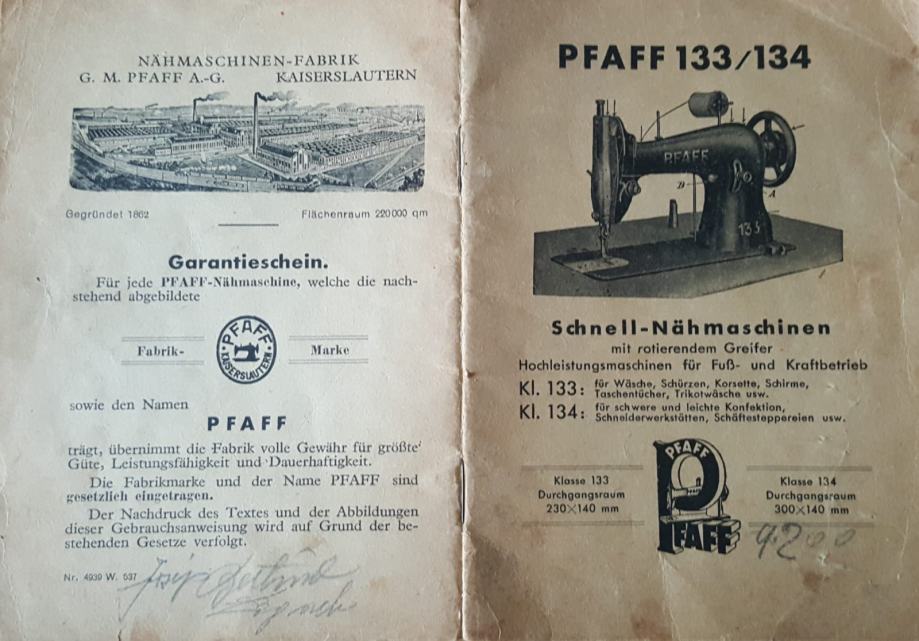 NÄHMASCHINEN-FABRIK
G. M. PFAFF A.-G. KAISERSLAUTERN
Gegründet 1862 Flächenraum 220000 qm
Garantieschein.
Für jede PFAFF-Nähmaschine, welche die nach-
stehend abgebildete
Fabrik- PFAFF KAISERSLAUTERN Marke
sowie den Namen
PFAFF
trägt, übernimmt die Fabrik volle Gewähr für größte
Güte, Leistungsfähigkeit und Dauerhaftigkeit.
Die Fabrikmarke und der Name PFAFF sind
gesetzlich eingetragen.
Der Nachdruck des Textes und der Abbildungen
dieser Gebrauchsanweisung wird auf Grund der be-
stehenden Gesetze verfolgt.
Nr. 4939 W. 537
PFAFF 133/134
PFAFF
B
A
133
Schnell-Nähmaschinen
mit rotierendem Greifer
Hochleistungsmaschinen für Fuß- und Kraftbetrieb
Kl. 133: für Wäsche, Schürzen, Korsette, Schirme,
Taschentücher, Trikotwäsche usw.
Kl. 134: für schwere und leichte Konfektion,
Schneiderwerkstätten, Schäftesteppereien usw.
Klasse 133
Durchgangsraum
230×140 mm
PFAFF
PFAFF
Klasse 134
Durchgangsraum
300×140 mm